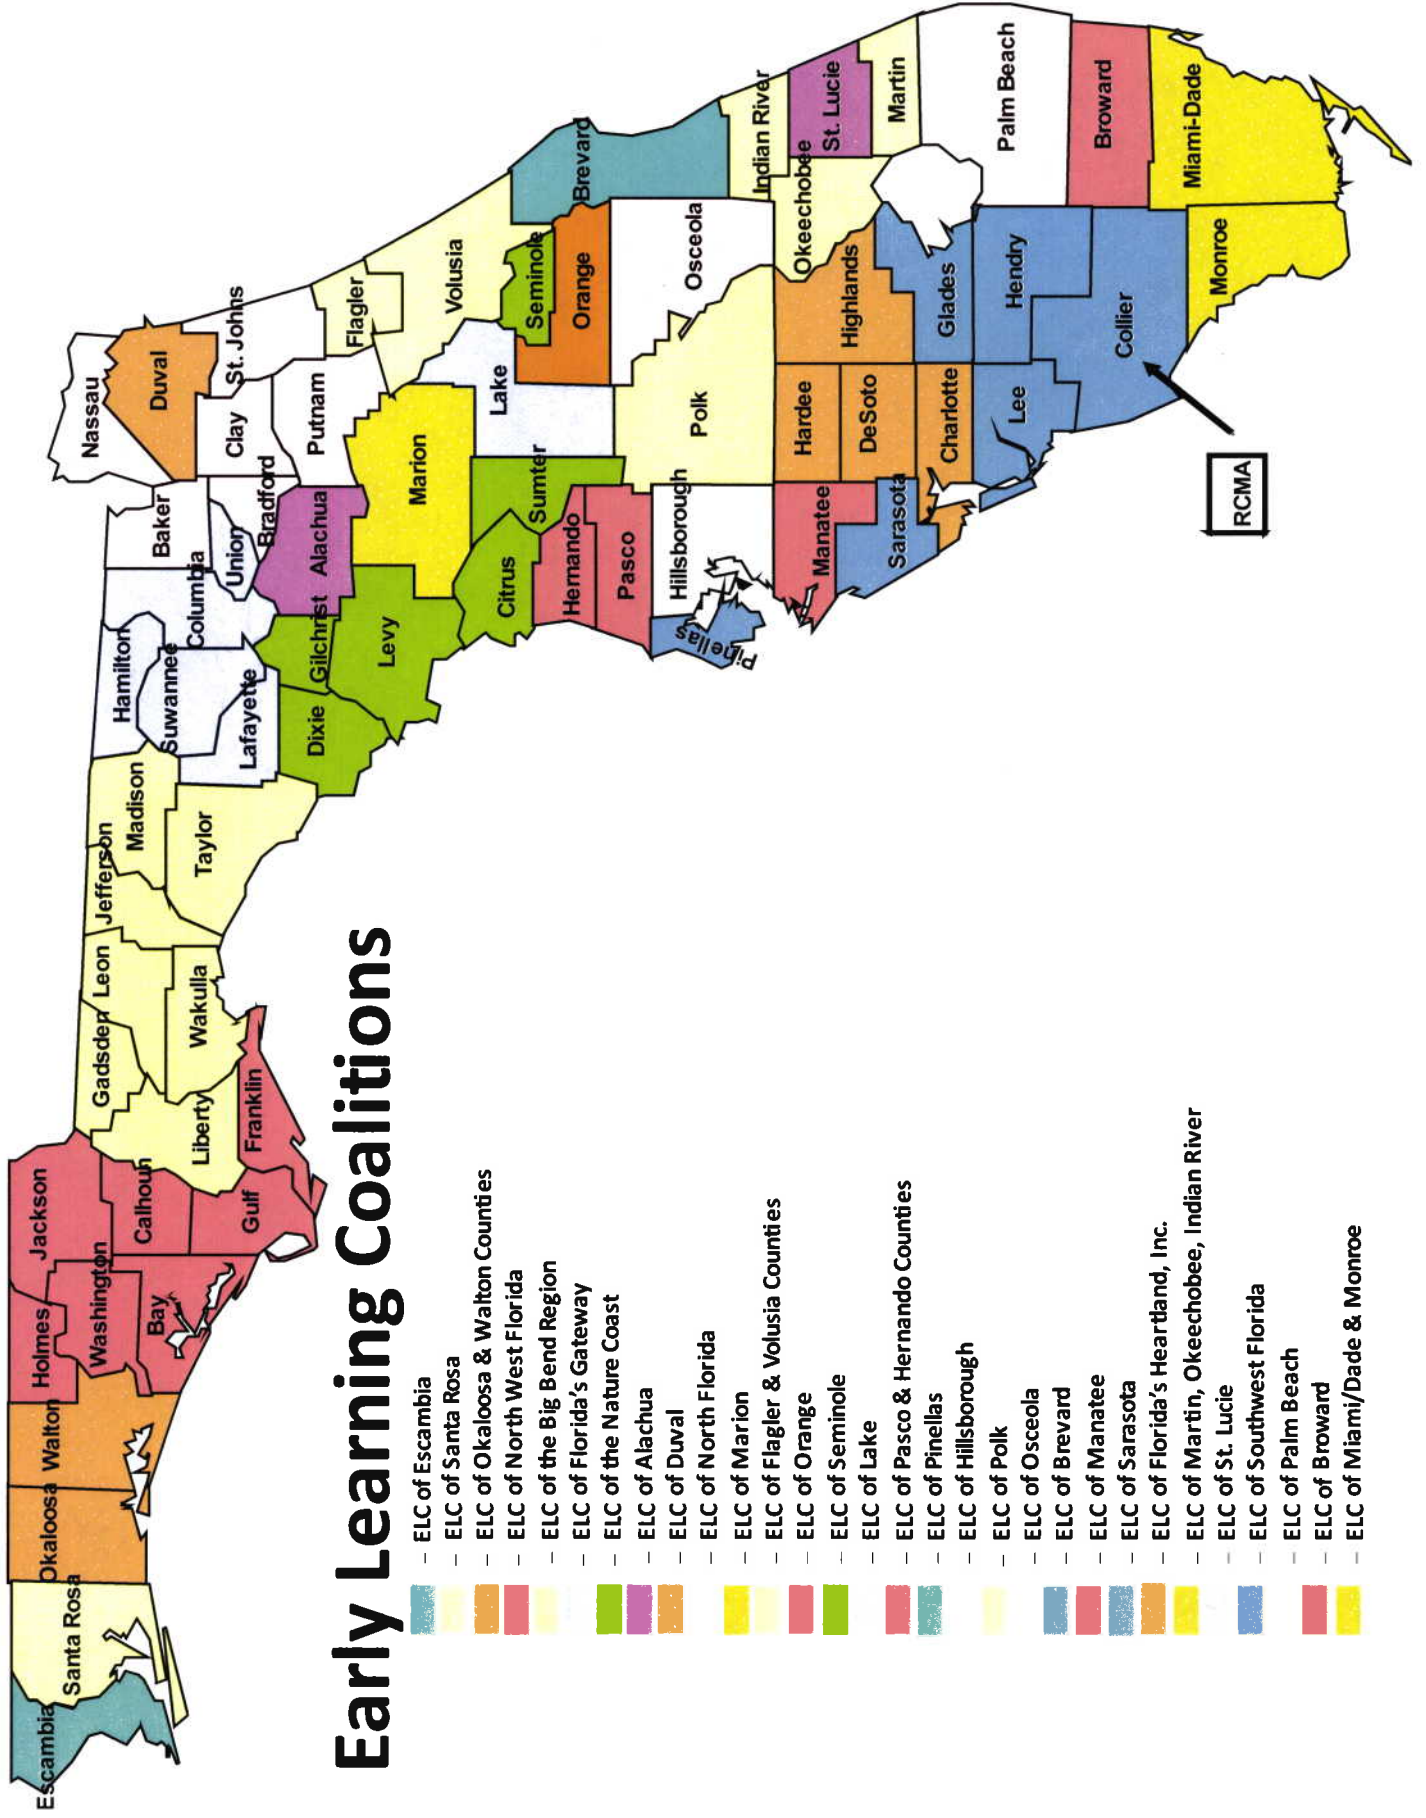 Escambia
Santa Rosa
Okaloosa
Walton
Holmes
Jackson
Washington
Bay
Calhoun
Gulf
Franklin
Liberty
Gadsden
Leon
Wakulla
Jefferson
Madison
Taylor
Hamilton
Suwannee
Lafayette
Columbia
Baker
Union
Bradford
Nassau
Duval
Clay
St. Johns
Putnam
Flagler
Alachua
Gilchrist
Dixie
Levy
Marion
Volusia
Citrus
Sumter
Lake
Seminole
Orange
Brevard
Hernando
Pasco
Pinellas
Hillsborough
Polk
Osceola
Indian River
Manatee
Hardee
Highlands
Okeechobee
St. Lucie
Sarasota
DeSoto
Martin
Charlotte
Glades
Palm Beach
Lee
Hendry
Collier
Broward
Monroe
Miami-Dade
RCMA
Early Learning Coalitions
– ELC of Escambia
– ELC of Santa Rosa
– ELC of Okaloosa & Walton Counties
– ELC of North West Florida
– ELC of the Big Bend Region
– ELC of Florida's Gateway
– ELC of the Nature Coast
– ELC of Alachua
– ELC of Duval
– ELC of North Florida
– ELC of Marion
– ELC of Flagler & Volusia Counties
– ELC of Orange
– ELC of Seminole
– ELC of Lake
– ELC of Pasco & Hernando Counties
– ELC of Pinellas
– ELC of Hillsborough
– ELC of Polk
– ELC of Osceola
– ELC of Brevard
– ELC of Manatee
– ELC of Sarasota
– ELC of Florida's Heartland, Inc.
– ELC of Martin, Okeechobee, Indian River
– ELC of St. Lucie
– ELC of Southwest Florida
– ELC of Palm Beach
– ELC of Broward
– ELC of Miami/Dade & Monroe